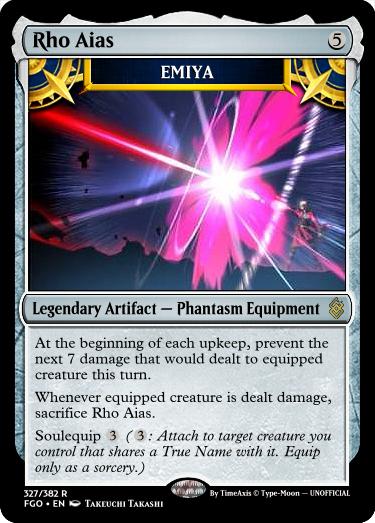 Rho Aias 5
EMIYA
Legendary Artifact — Phantasm Equipment
At the beginning of each upkeep, prevent the
next 7 damage that would dealt to equipped
creature this turn.
Whenever equipped creature is dealt damage,
sacrifice Rho Aias.
Soulequip 3 (3: Attach to target creature you
control that shares a True Name with it. Equip
only as a sorcery.)
327/382 R
FGO • EN Takeuchi Takashi
By TimeAxis © Type-Moon — UNOFFICIAL